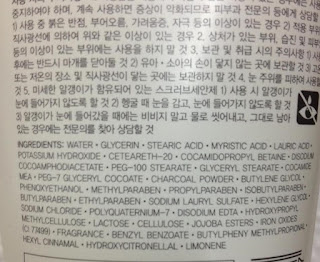 하여야 하며, 계속 사용하면 증상이 악화되므로 피부과 전문의 등에게 상담할 것
1) 사용 중 붉은 반점, 부어오름, 가려움증, 자극 등의 이상이 있는 경우 2) 적용 부위가
직사광선에 의하여 위와 같은 이상이 있는 경우 2. 상처가 있는 부위, 습진 및 피부염
등의 이상이 있는 부위에는 사용을 하지 말 것 3. 보관 및 취급 시의 주의사항 1) 사용
후에는 반드시 마개를 닫아둘 것 2) 유아・소아의 손이 닿지 않는 곳에 보관할 것 3) 고온
또는 저온의 장소 및 직사광선이 닿는 곳에는 보관하지 말 것 4. 눈 주위를 피하여 사용
것 5. 미세한 알갱이가 함유되어 있는 스크러브세안제 1) 사용 시 알갱이가
눈에 들어가지 않도록 할 것 2) 헹굴 때 눈을 감고, 눈에 들어가지 않도록 할
것 3) 알갱이가 눈에 들어갔을 때에는 비비지 말고 물로 씻어내고, 그대로 남아
있는 경우에는 전문의를 찾아 상담할 것
INGREDIENTS: WATER • GLYCERIN • STEARIC ACID • MYRISTIC ACID • LAURIC ACID •
POTASSIUM HYDROXIDE • CETEARETH-20 • COCAMIDOPROPYL BETAINE • DISODIUM
COCOAMPHODIACETATE • PEG-100 STEARATE • GLYCERYL STEARATE • COCAMIDE
MEA • PEG-7 GLYCERYL COCOATE • CHARCOAL POWDER • BUTYLENE GLYCOL •
PHENOXYETHANOL • METHYLPARABEN • PROPYLPARABEN • ISOBUTYLPARABEN •
BUTYLPARABEN • ETHYLPARABEN • SODIUM LAURYL SULFATE • HEXYLENE GLYCOL •
SODIUM CHLORIDE • POLYQUATERNIUM-7 • DISODIUM EDTA • HYDROXYPROPYL
METHYLCELLULOSE • LACTOSE • CELLULOSE • JOJOBA ESTERS • IRON OXIDES
(CI 77499) • FRAGRANCE • BENZYL BENZOATE • BUTYLPHENYL METHYLPROPIONAL •
HEXYL CINNAMAL • HYDROXYCITRONELLAL • LIMONENE